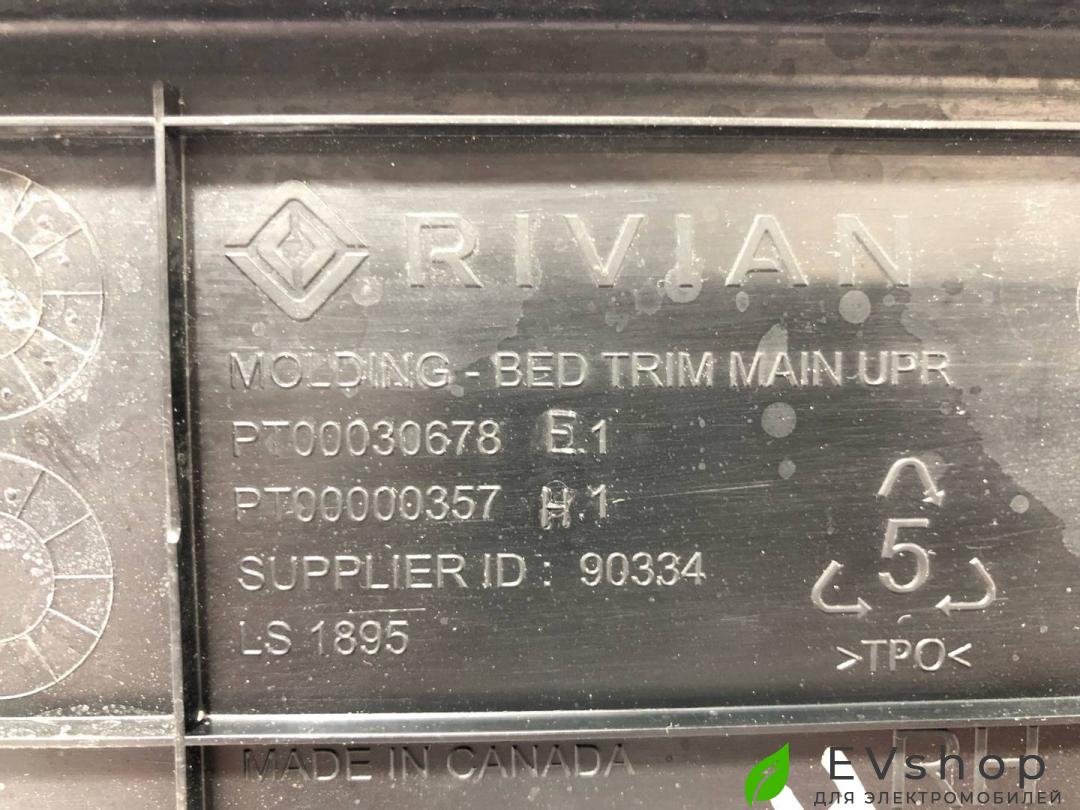 RIVIAN
MOLDING - BED TRIM MAIN UPR
PT00030678 E.1
PT00000357 H.1
SUPPLIER ID : 90334
LS 1895
5
>TPO<
MADE IN CANADA
RH
EVshop
ДЛЯ ЭЛЕКТРОМОБИЛЕЙ